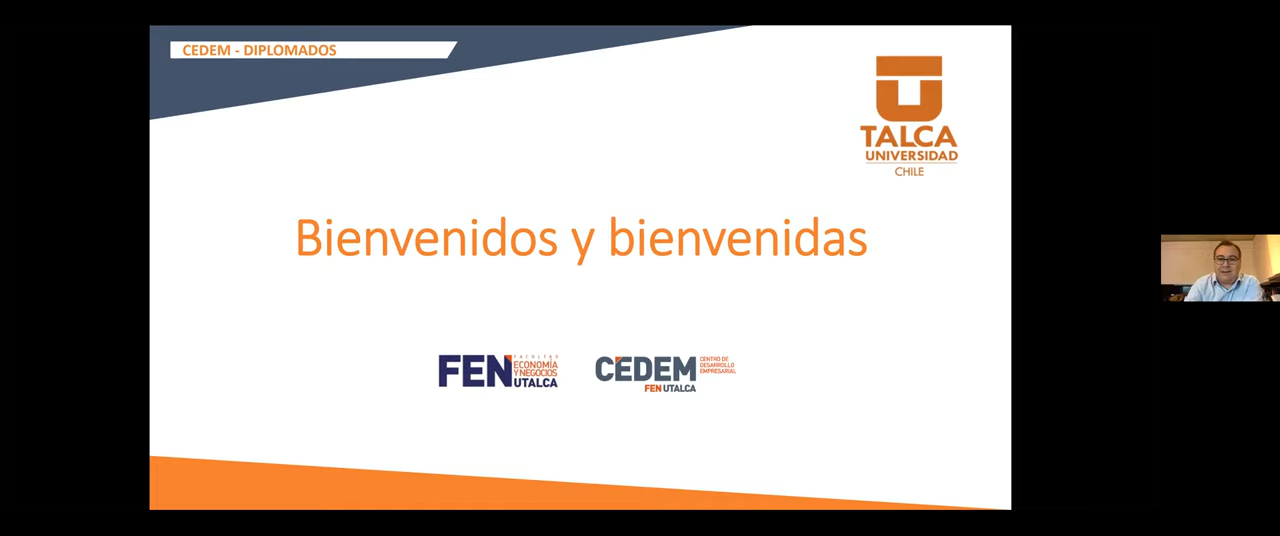 CEDEM - DIPLOMADOS
TALCA
UNIVERSIDAD
CHILE
Bienvenidos y bienvenidas
FEN
FACULTAD
ECONOMÍA
Y NEGOCIOS
UTALCA
CEDEM
CENTRO DE
DESARROLLO
EMPRESARIAL
FEN UTALCA